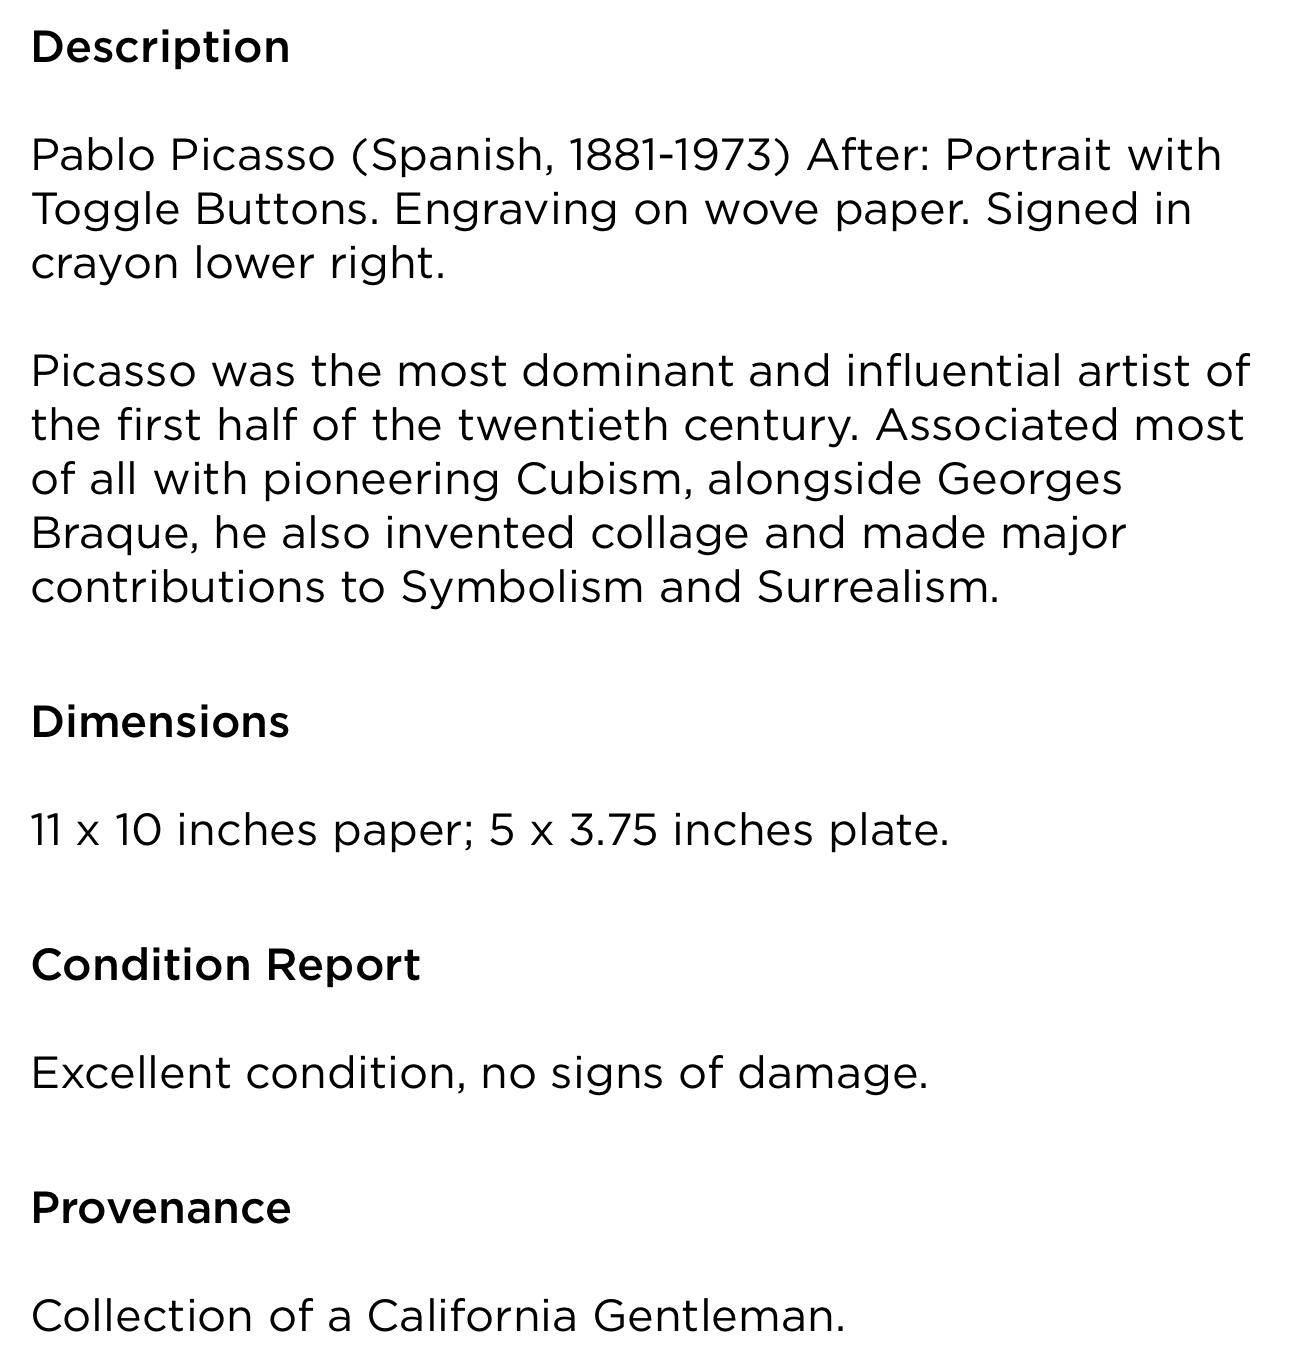 Description
Pablo Picasso (Spanish, 1881-1973) After: Portrait with
Toggle Buttons. Engraving on wove paper. Signed in
crayon lower right.
Picasso was the most dominant and influential artist of
the first half of the twentieth century. Associated most
of all with pioneering Cubism, alongside Georges
Braque, he also invented collage and made major
contributions to Symbolism and Surrealism.
Dimensions
11 x 10 inches paper; 5 x 3.75 inches plate.
Condition Report
Excellent condition, no signs of damage.
Provenance
Collection of a California Gentleman.